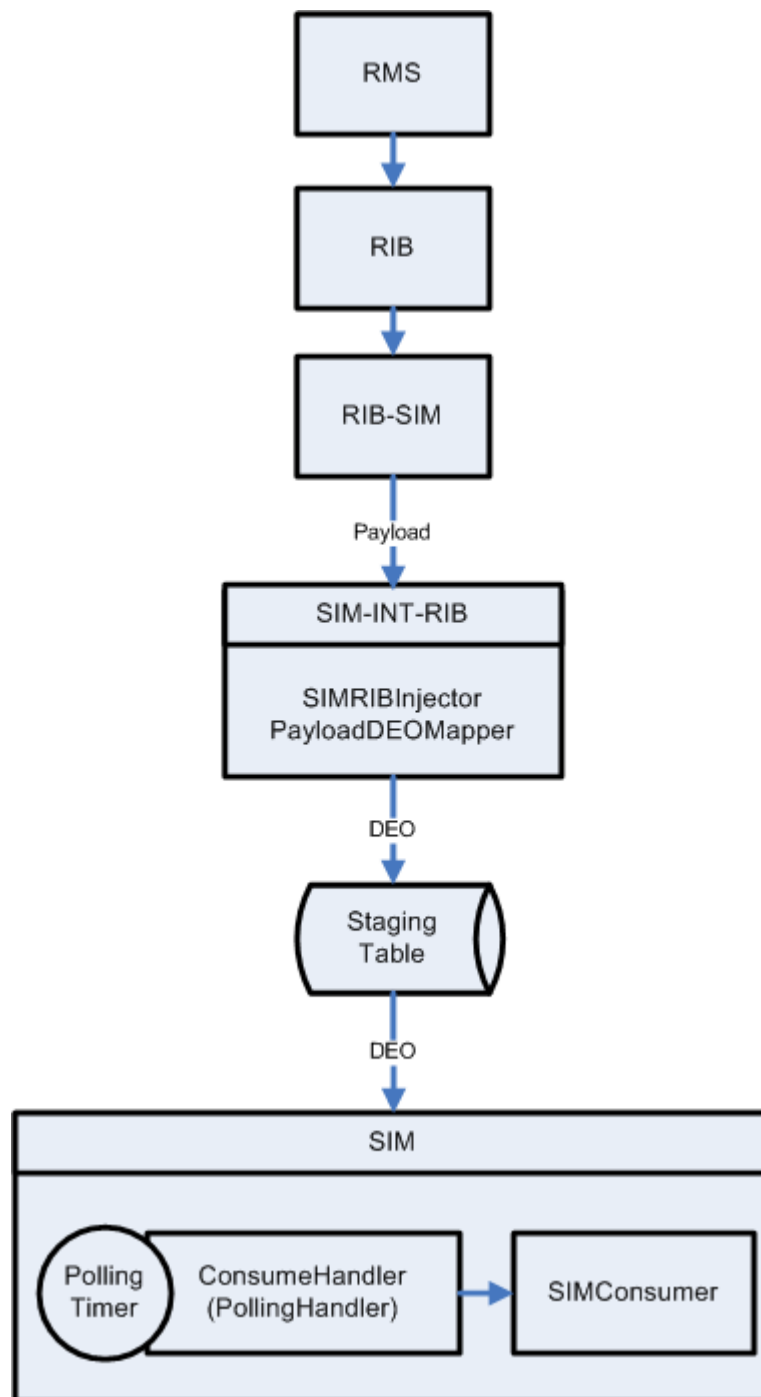 RMS
RIB
RIB-SIM
Payload
SIM-INT-RIB
SIMRIBInjector
PayloadDEOMapper
DEO
Staging
Table
DEO
SIM
Polling
Timer
ConsumeHandler
(PollingHandler)
SIMConsumer